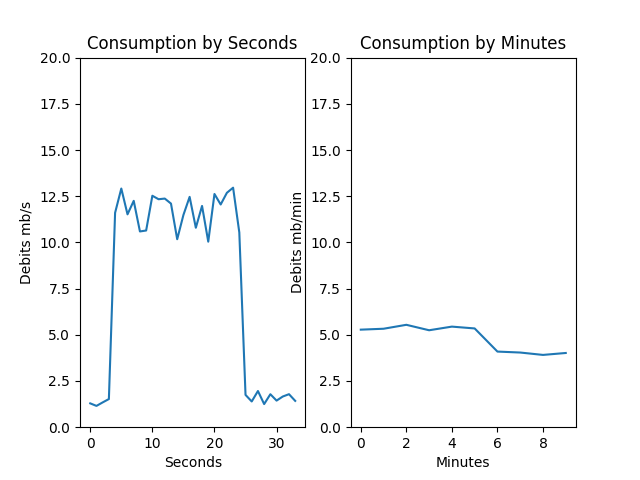 Consumption by Seconds
20.0
17.5
15.0
12.5
10.0
7.5
5.0
2.5
0.0
Debits mb/s
0 10 20 30
Seconds
Consumption by Minutes
20.0
17.5
15.0
12.5
10.0
7.5
5.0
2.5
0.0
Debits mb/min
0 2 4 6 8
Minutes